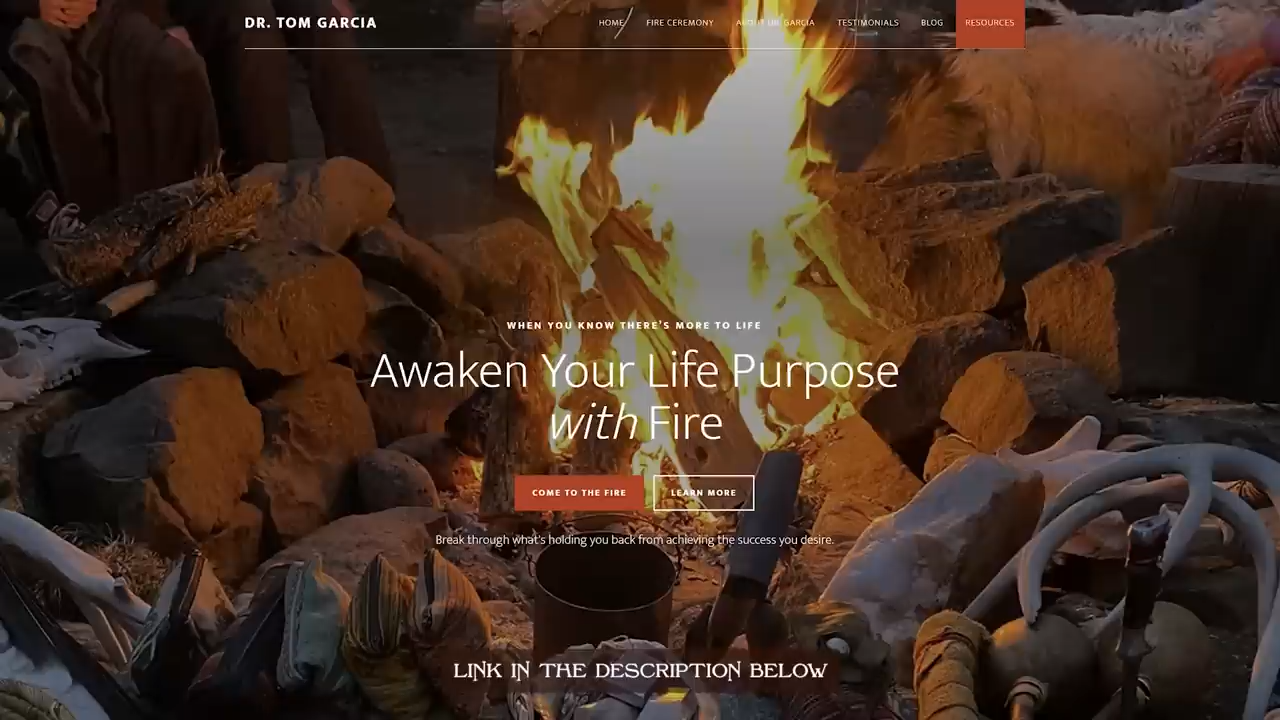 DR. TOM GARCIA
HOME
FIRE CEREMONY
ABOUT DR. GARCIA
TESTIMONIALS
BLOG
RESOURCES
WHEN YOU KNOW THERE'S MORE TO LIFE
Awaken Your Life Purpose
with Fire
COME TO THE FIRE
LEARN MORE
Break through what's holding you back from achieving the success you desire.
LINK IN THE DESCRIPTION BELOW